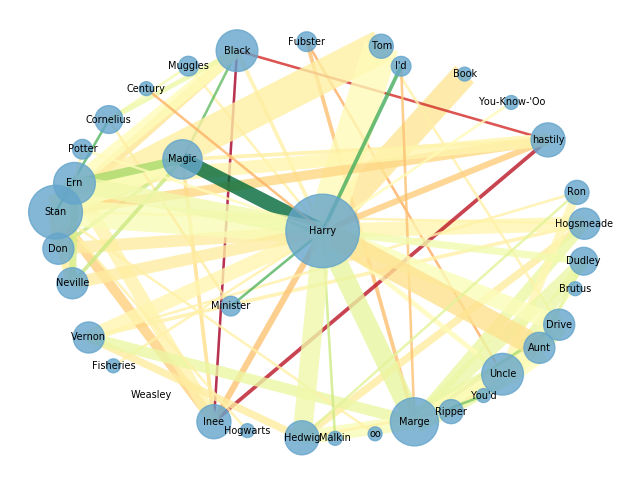 Fubster
Tom
Black
I'd
Muggles
Book
Century
You-Know-'Oo
Cornelius
hastily
Potter
Magic
Ern
Ron
Stan
Hogsmeade
Harry
Don
Dudley
Neville
Brutus
Minister
Drive
Vernon
Aunt
Fisheries
Uncle
Weasley
You'd
Ripper
Inee
Marge
Hogwarts
Hedwig
Malkin
oo